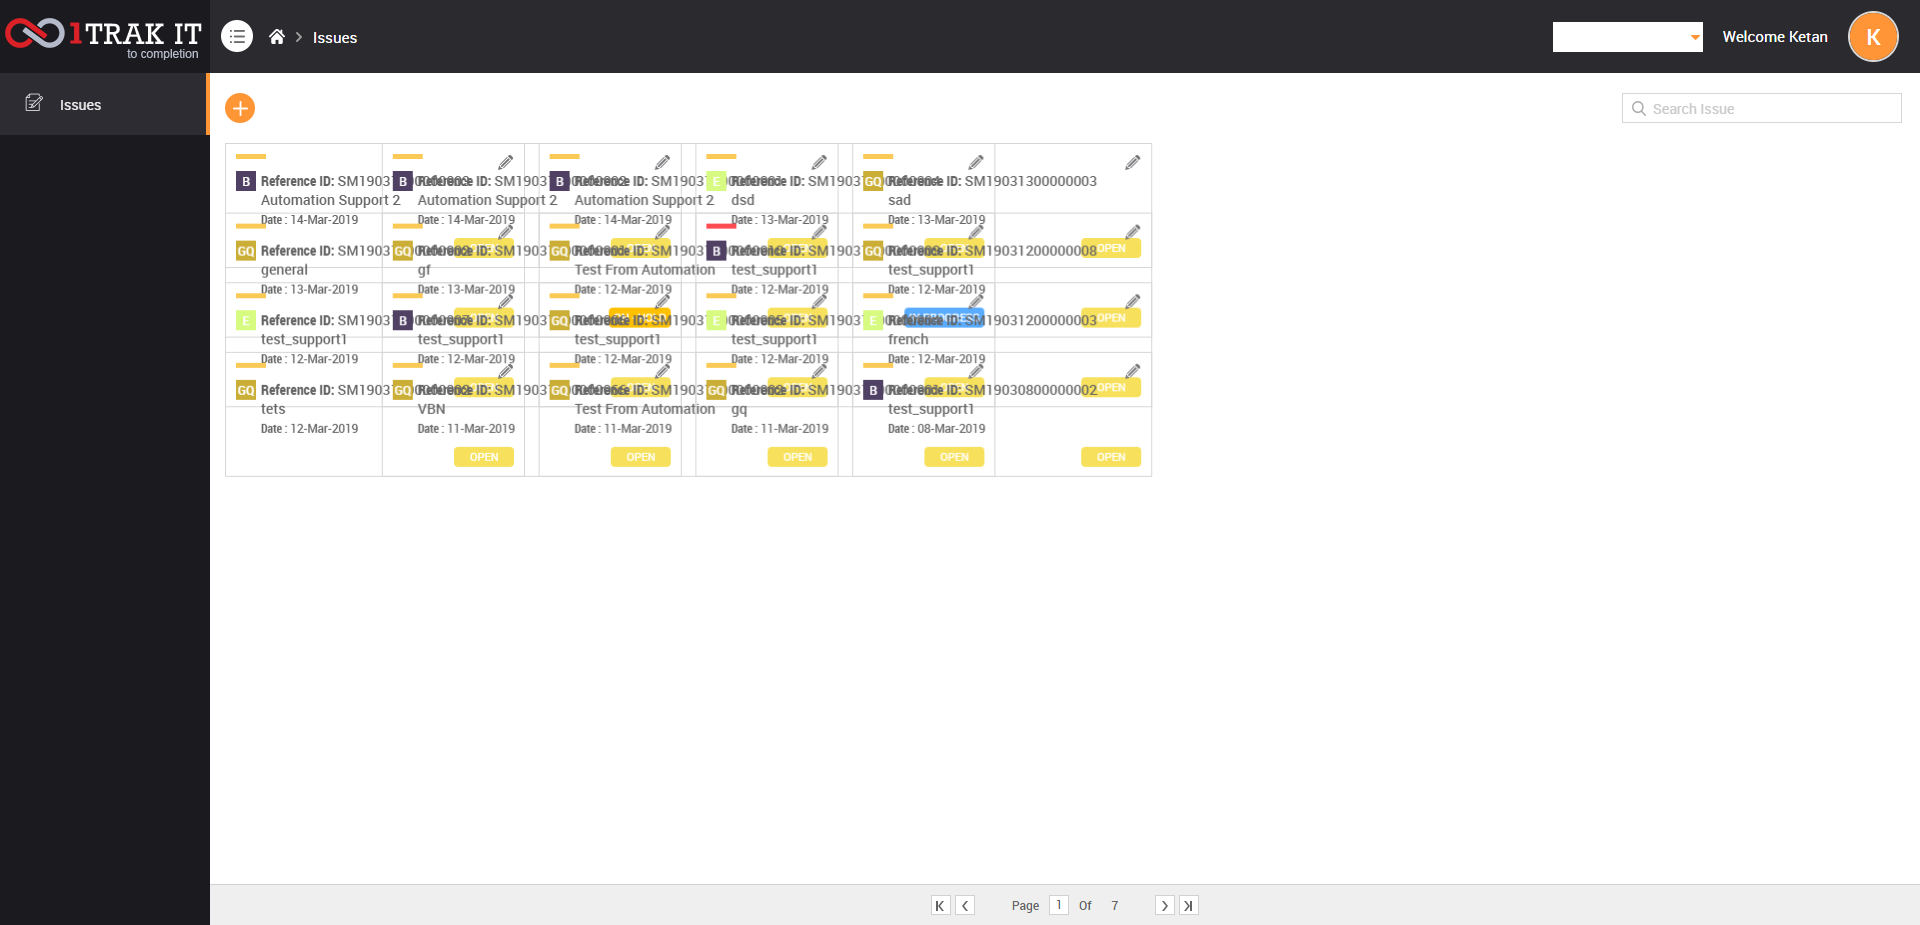 1TRAK IT
to completion
Issues
Welcome Ketan
K
Issues
Search Issue
B Reference ID: SM1903
B Reference ID: SM1903
B Reference ID: SM1903
E Reference ID: SM1903
GQ Reference ID: SM19031300000003
Automation Support 2
Automation Support 2
Automation Support 2
dsd
sad
Date : 14-Mar-2019
Date : 14-Mar-2019
Date : 14-Mar-2019
Date : 13-Mar-2019
Date : 13-Mar-2019
OPEN
GQ Reference ID: SM1903
GQ Reference ID: SM1903
GQ Reference ID: SM1903
B Reference ID: SM1903
GQ Reference ID: SM19031200000008
general
gf
Test From Automation
test_support1
test_support1
Date : 13-Mar-2019
Date : 13-Mar-2019
Date : 12-Mar-2019
Date : 12-Mar-2019
Date : 12-Mar-2019
OPEN
E Reference ID: SM1903
B Reference ID: SM1903
GQ Reference ID: SM1903
E Reference ID: SM1903
E Reference ID: SM19031200000003
test_support1
test_support1
test_support1
test_support1
french
Date : 12-Mar-2019
Date : 12-Mar-2019
Date : 12-Mar-2019
Date : 12-Mar-2019
Date : 12-Mar-2019
OPEN
GQ Reference ID: SM1903
GQ Reference ID: SM1903
GQ Reference ID: SM1903
GQ Reference ID: SM1903
B Reference ID: SM19030800000002
tets
VBN
Test From Automation
gq
test_support1
Date : 12-Mar-2019
Date : 11-Mar-2019
Date : 11-Mar-2019
Date : 11-Mar-2019
Date : 08-Mar-2019
OPEN
OPEN
OPEN
OPEN
OPEN
Page 1 Of 7